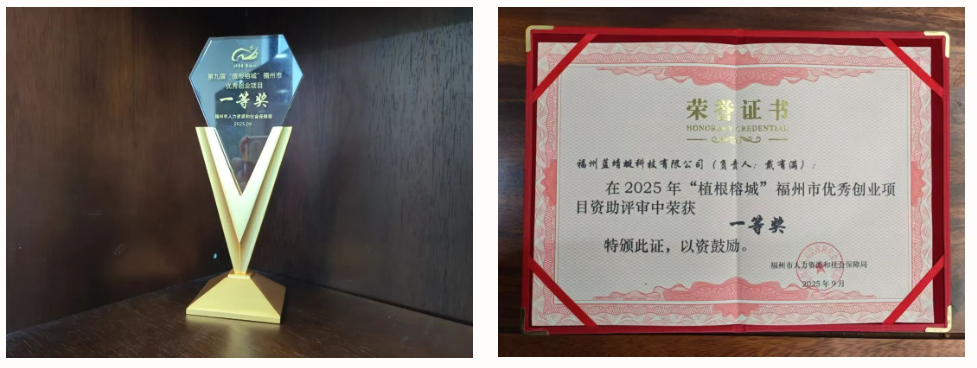 第九届“植根榕城”福州市
优秀创业项目
一等奖
福州市人力资源和社会保障局
2025.09
荣誉证书
HONORARY CREDENTIAL
福州蓝蜻蜓科技有限公司（负责人：戴有满）：
在2025年“植根榕城”福州市优秀创业项
目资助评审中荣获
一等奖
特颁此证，以资鼓励。
福州市人力资源和社会保障局
2025年9月